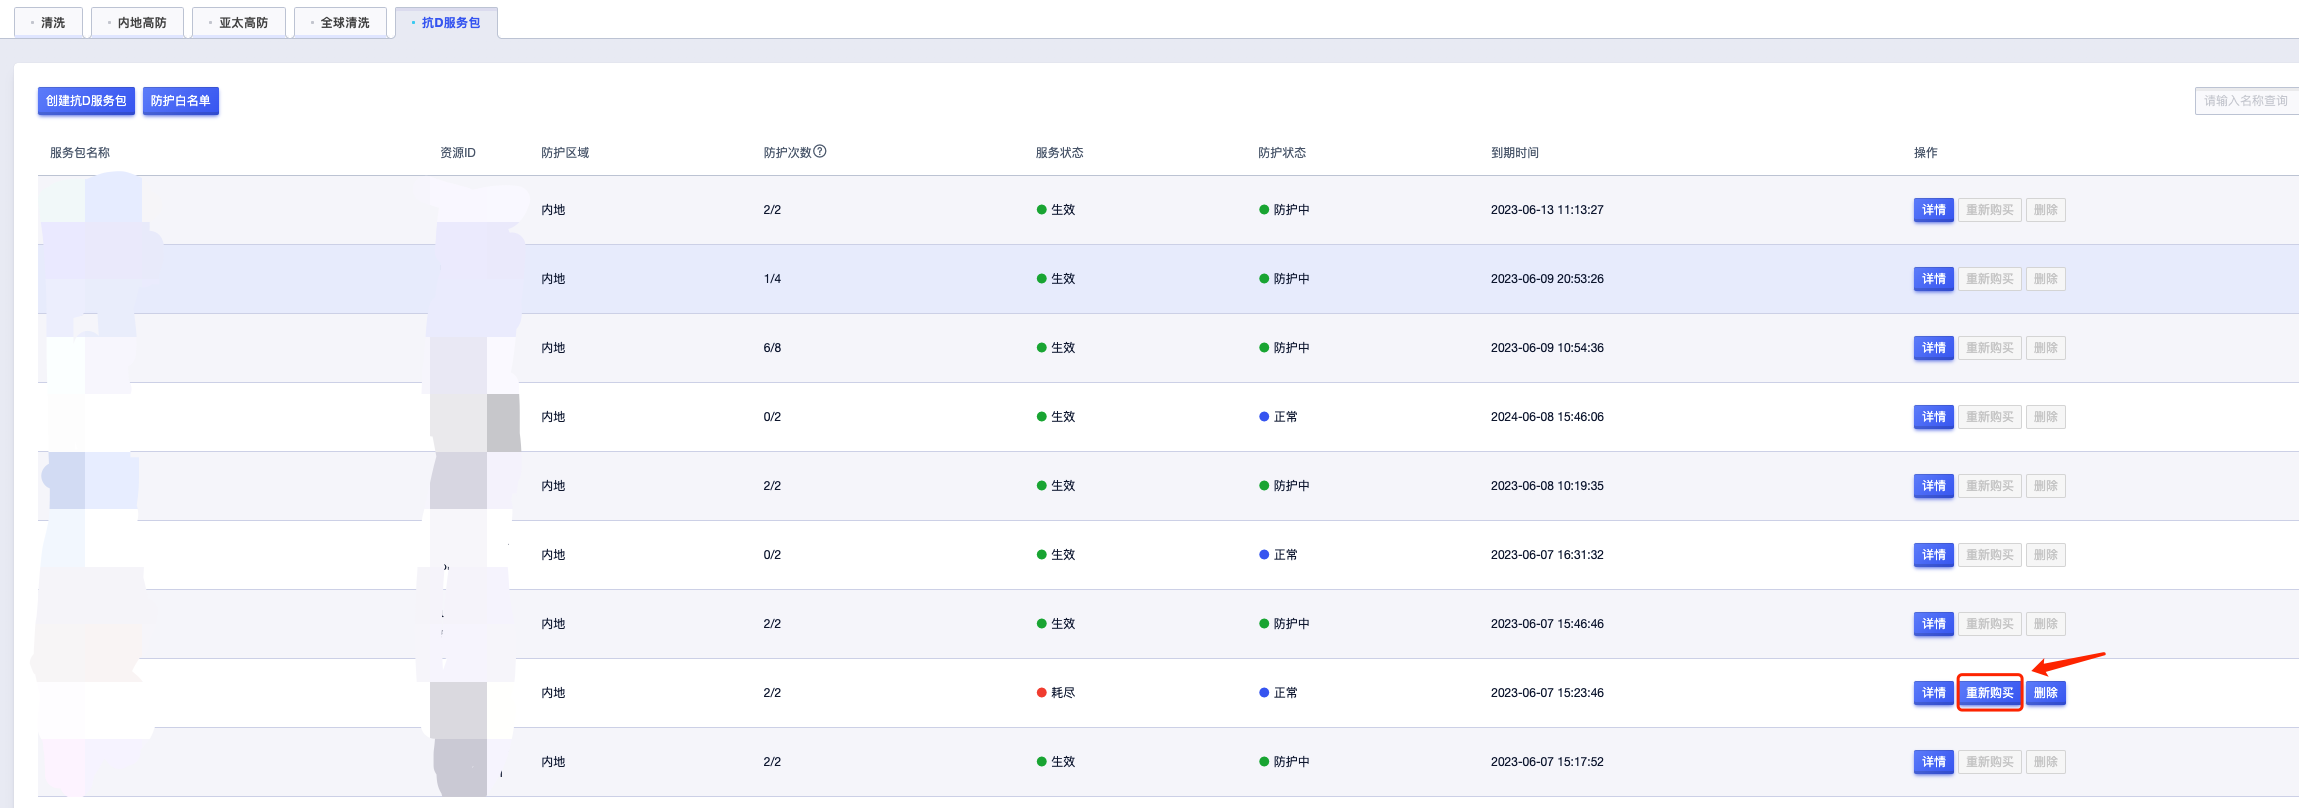 清洗 内地高防 亚太高防 全球清洗 抗D服务包
创建抗D服务包 防护白名单 请输入名称查询
服务包名称 资源ID 防护区域 防护次数 服务状态 防护状态 到期时间 操作
内地 2/2 生效 防护中 2023-06-13 11:13:27 详情 重新购买 删除
内地 1/4 生效 防护中 2023-06-09 20:53:26 详情 重新购买 删除
内地 6/8 生效 防护中 2023-06-09 10:54:36 详情 重新购买 删除
内地 0/2 生效 正常 2024-06-08 15:46:06 详情 重新购买 删除
内地 2/2 生效 防护中 2023-06-08 10:19:35 详情 重新购买 删除
内地 0/2 生效 正常 2023-06-07 16:31:32 详情 重新购买 删除
内地 2/2 生效 防护中 2023-06-07 15:46:46 详情 重新购买 删除
内地 2/2 耗尽 正常 2023-06-07 15:23:46 详情 重新购买 删除
内地 2/2 生效 防护中 2023-06-07 15:17:52 详情 重新购买 删除